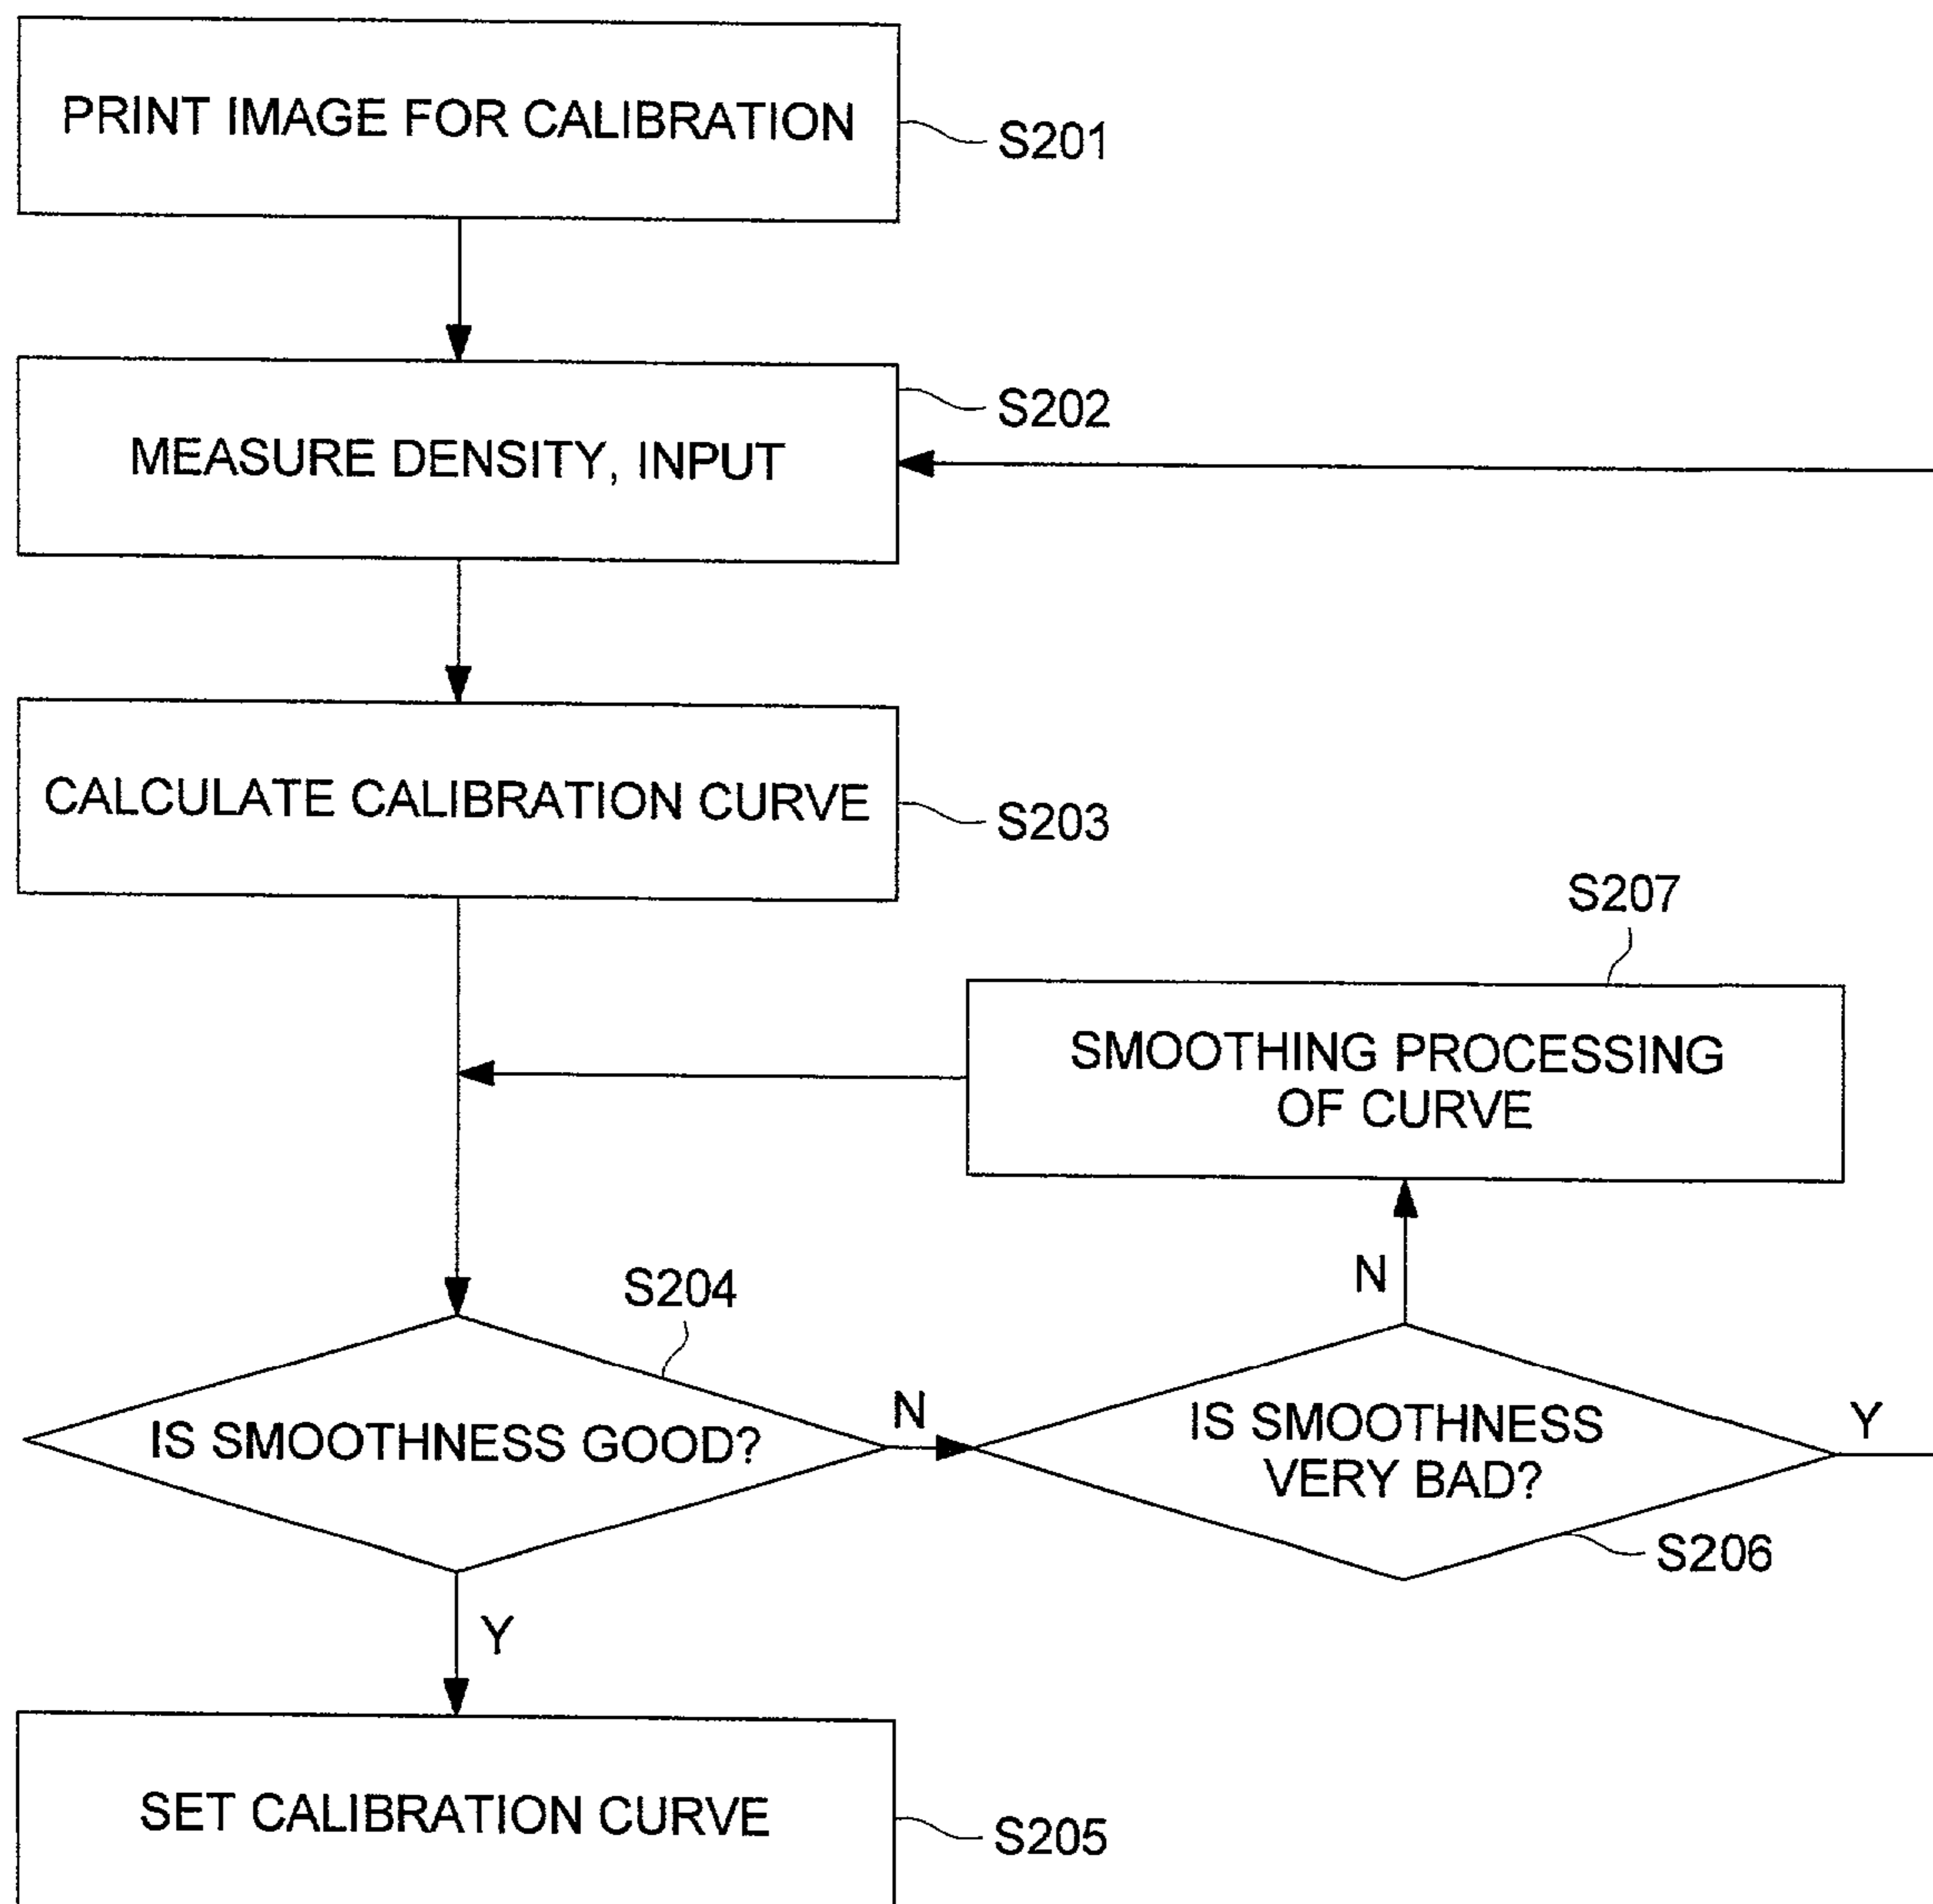 PRINT IMAGE FOR CALIBRATION
S201
MEASURE DENSITY, INPUT
S202
CALCULATE CALIBRATION CURVE
S203
S207
SMOOTHING PROCESSING
OF CURVE
N
S204
IS SMOOTHNESS GOOD?
N
IS SMOOTHNESS
VERY BAD?
Y
S206
Y
SET CALIBRATION CURVE
S205